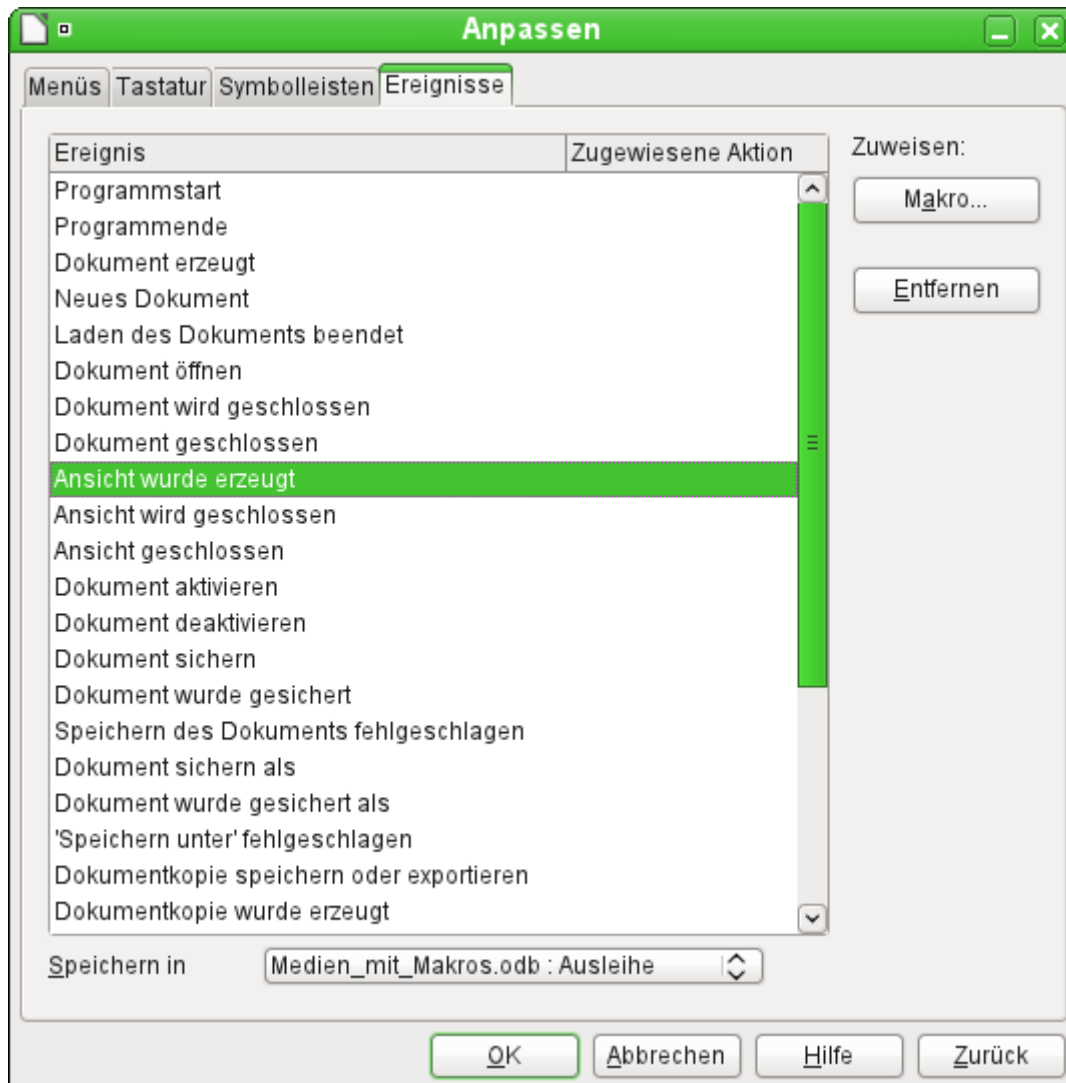 Anpassen
Menüs Tastatur Symbolleisten Ereignisse
Ereignis Zugewiesene Aktion
Zuweisen:
Programmstart
Makro...
Programmende
Dokument erzeugt
Neues Dokument
Entfernen
Laden des Dokuments beendet
Dokument öffnen
Dokument wird geschlossen
Dokument geschlossen
Ansicht wurde erzeugt
Ansicht wird geschlossen
Ansicht geschlossen
Dokument aktivieren
Dokument deaktivieren
Dokument sichern
Dokument wurde gesichert
Speichern des Dokuments fehlgeschlagen
Dokument sichern als
Dokument wurde gesichert als
'Speichern unter' fehlgeschlagen
Dokumentkopie speichern oder exportieren
Dokumentkopie wurde erzeugt
Speichern in Medien_mit_Makros.odb : Ausleihe
OK Abbrechen Hilfe Zurück